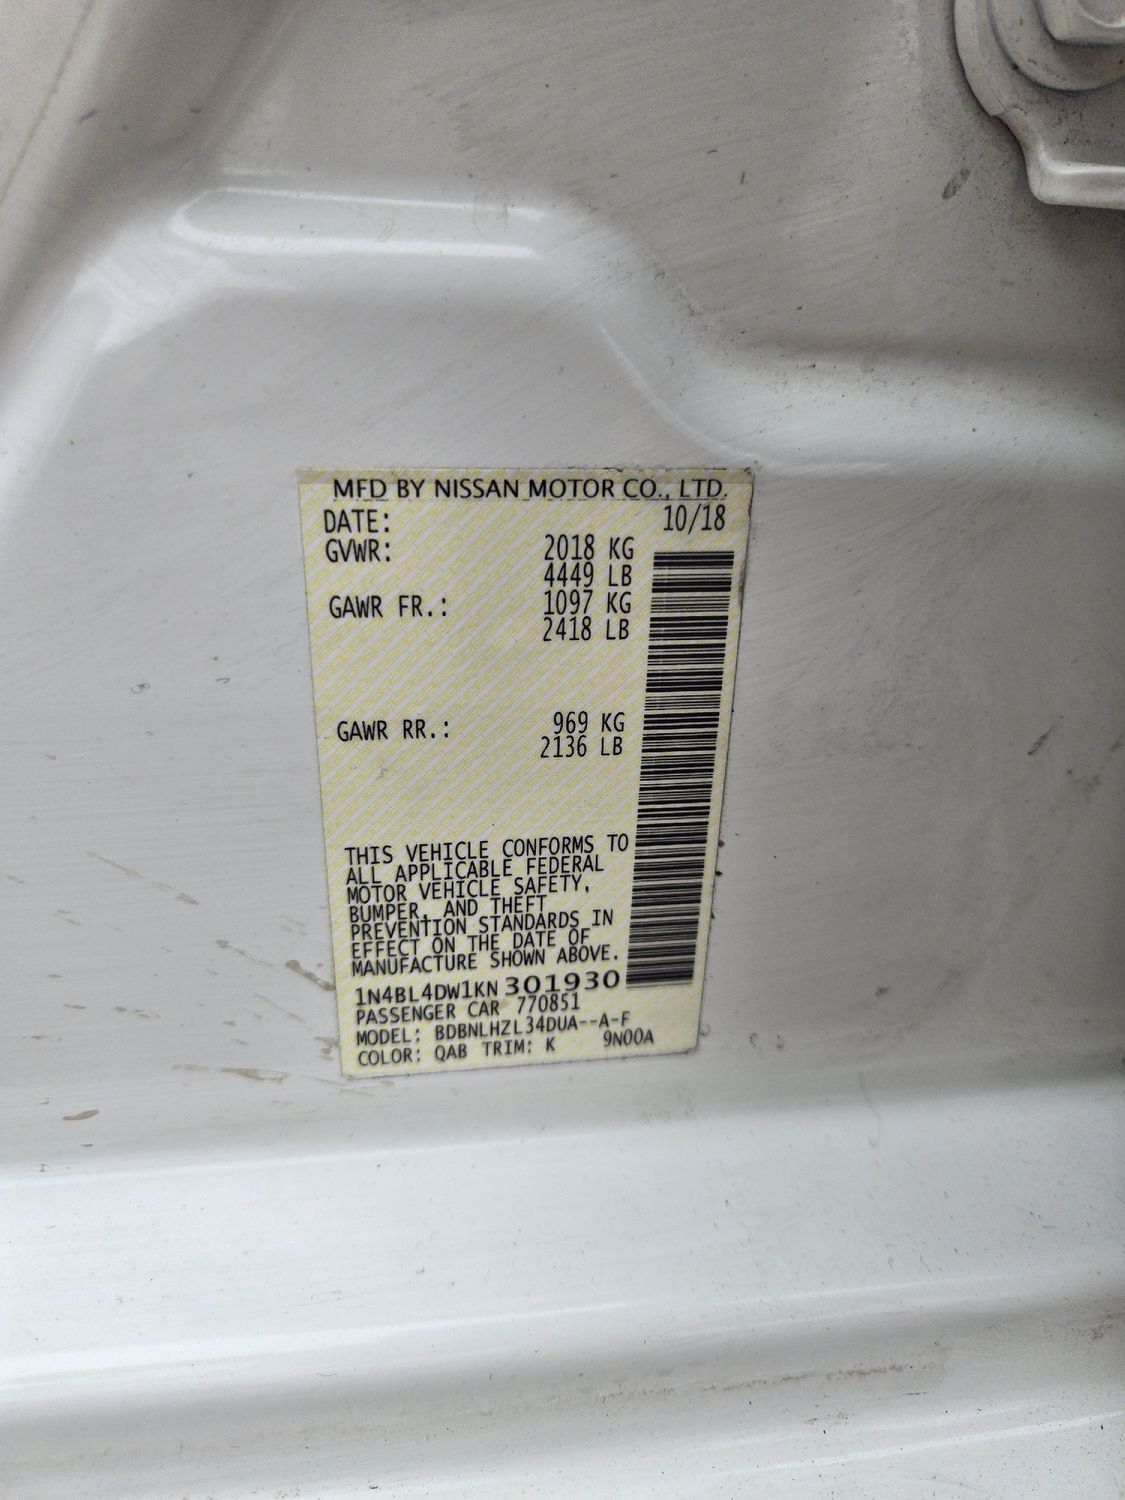 MFD BY NISSAN MOTOR CO., LTD.
DATE: 10/18
GVWR: 2018 KG
4449 LB
GAWR FR.: 1097 KG
2418 LB
GAWR RR.: 969 KG
2136 LB
THIS VEHICLE CONFORMS TO
ALL APPLICABLE FEDERAL
MOTOR VEHICLE SAFETY,
BUMPER, AND THEFT
PREVENTION STANDARDS IN
EFFECT ON THE DATE OF
MANUFACTURE SHOWN ABOVE.
1N4BL4DW1KN301930
PASSENGER CAR 770851
MODEL: BDBNLHZL34DUA--A-F
COLOR: QAB TRIM: K 9N00A